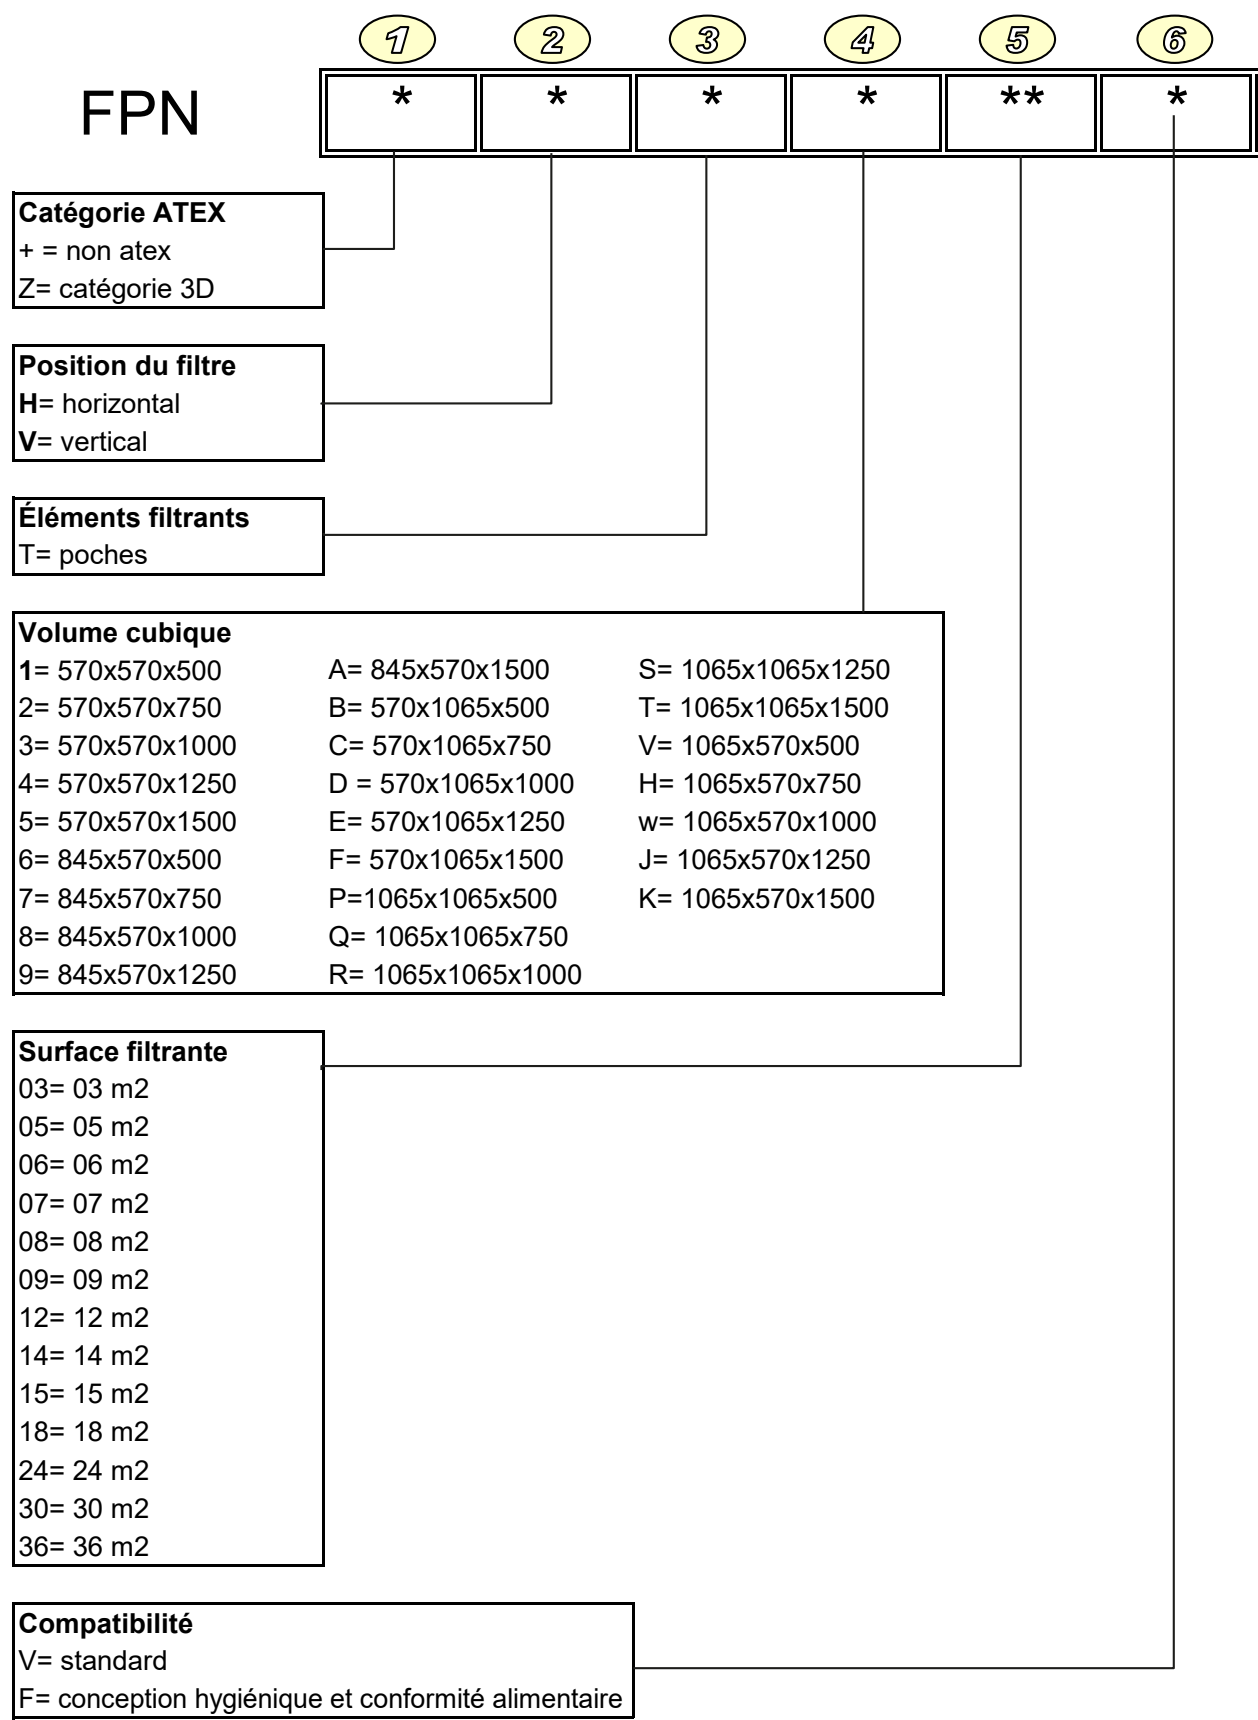 1 2 3 4 5 6
FPN * * * * ** *
Catégorie ATEX
+ = non atex
Z= catégorie 3D
Position du filtre
H= horizontal
V= vertical
Éléments filtrants
T= poches
Volume cubique
1= 570x570x500 A= 845x570x1500 S= 1065x1065x1250
2= 570x570x750 B= 570x1065x500 T= 1065x1065x1500
3= 570x570x1000 C= 570x1065x750 V= 1065x570x500
4= 570x570x1250 D = 570x1065x1000 H= 1065x570x750
5= 570x570x1500 E= 570x1065x1250 w= 1065x570x1000
6= 845x570x500 F= 570x1065x1500 J= 1065x570x1250
7= 845x570x750 P=1065x1065x500 K= 1065x570x1500
8= 845x570x1000 Q= 1065x1065x750
9= 845x570x1250 R= 1065x1065x1000
Surface filtrante
03= 03 m2
05= 05 m2
06= 06 m2
07= 07 m2
08= 08 m2
09= 09 m2
12= 12 m2
14= 14 m2
15= 15 m2
18= 18 m2
24= 24 m2
30= 30 m2
36= 36 m2
Compatibilité
V= standard
F= conception hygiénique et conformité alimentaire